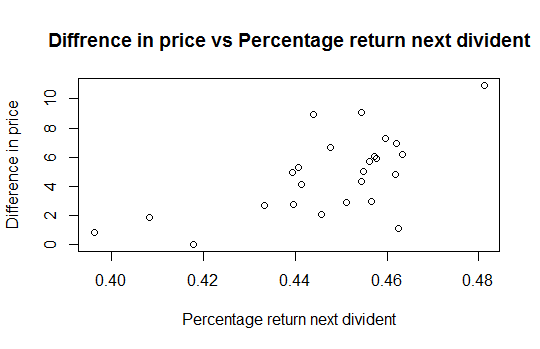 Diffrence in price vs Percentage return next divident
Difference in price
10
8
6
4
2
0
0.40 0.42 0.44 0.46 0.48
Percentage return next divident